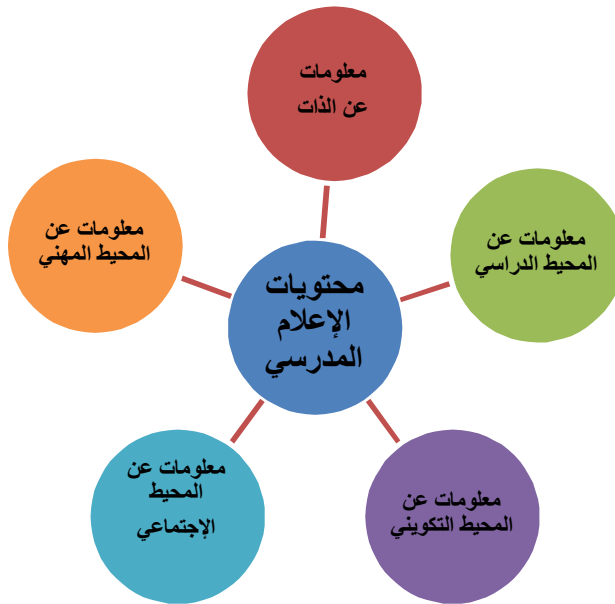 معلومات
عن الذات
معلومات عن
المحيط الدراسي
معلومات عن
المحيط المهني
محتويات
الإعلام
المدرسي
معلومات عن
المحيط
الإجتماعي
معلومات عن
المحيط التكويني